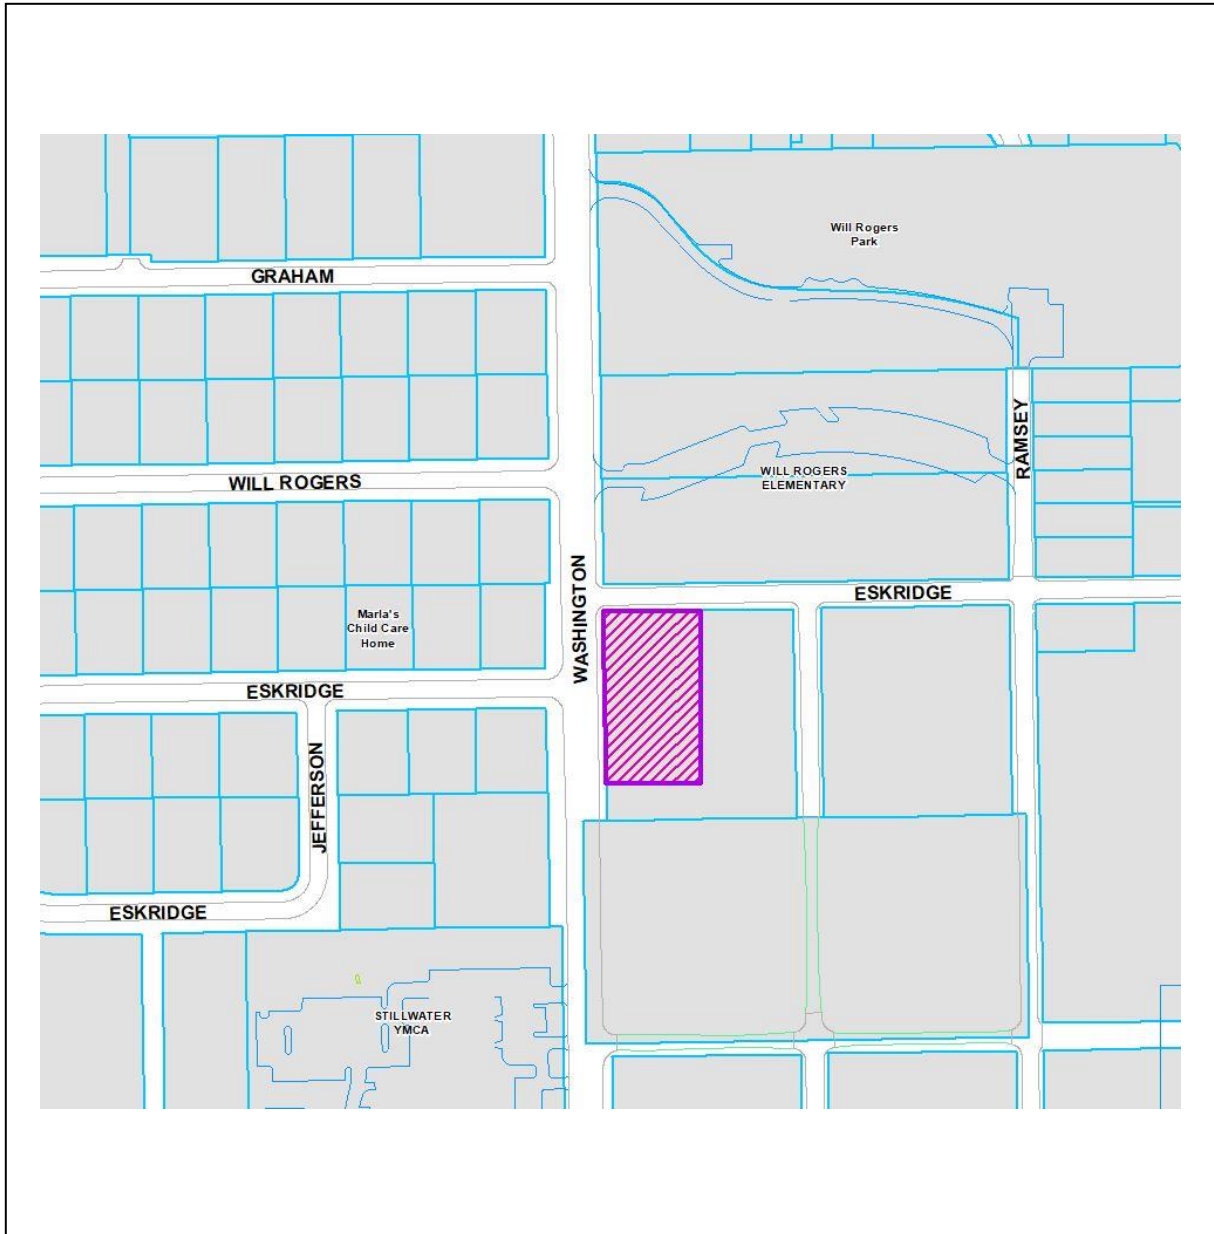 Will Rogers
Park
GRAHAM
RAMSEY
WILL ROGERS
WILL ROGERS
ELEMENTARY
WASHINGTON
ESKRIDGE
Marla's
Child Care
Home
ESKRIDGE
JEFFERSON
ESKRIDGE
STILLWATER
YMCA